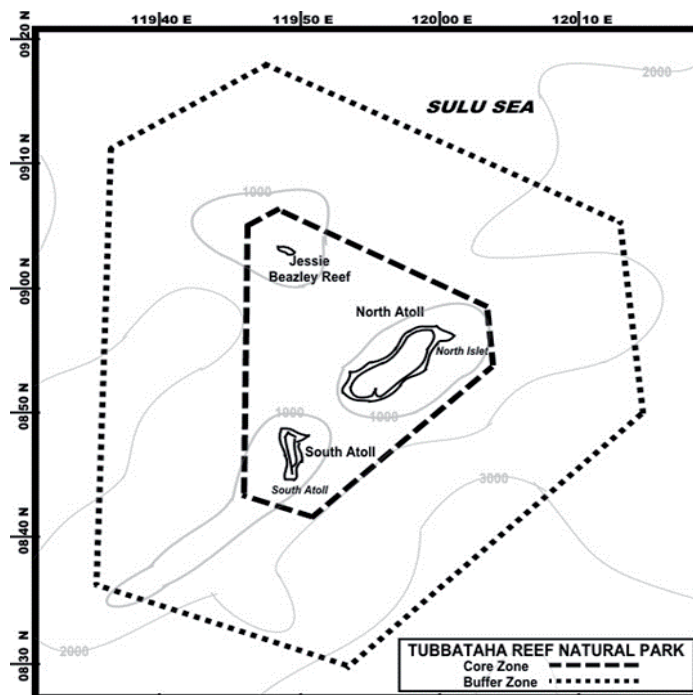 119/40 E
119/50 E
120/00 E
120/10 E
09/20 N
2000
SULU SEA
09/10 N
1000
Jessie
Beazley Reef
09/00 N
North Atoll
North Islet
1000
08/50 N
1000
South Atoll
South Atoll
3000
08/40 N
2000
08/30 N
TUBBATAHA REEF NATURAL PARK
Core Zone
Buffer Zone